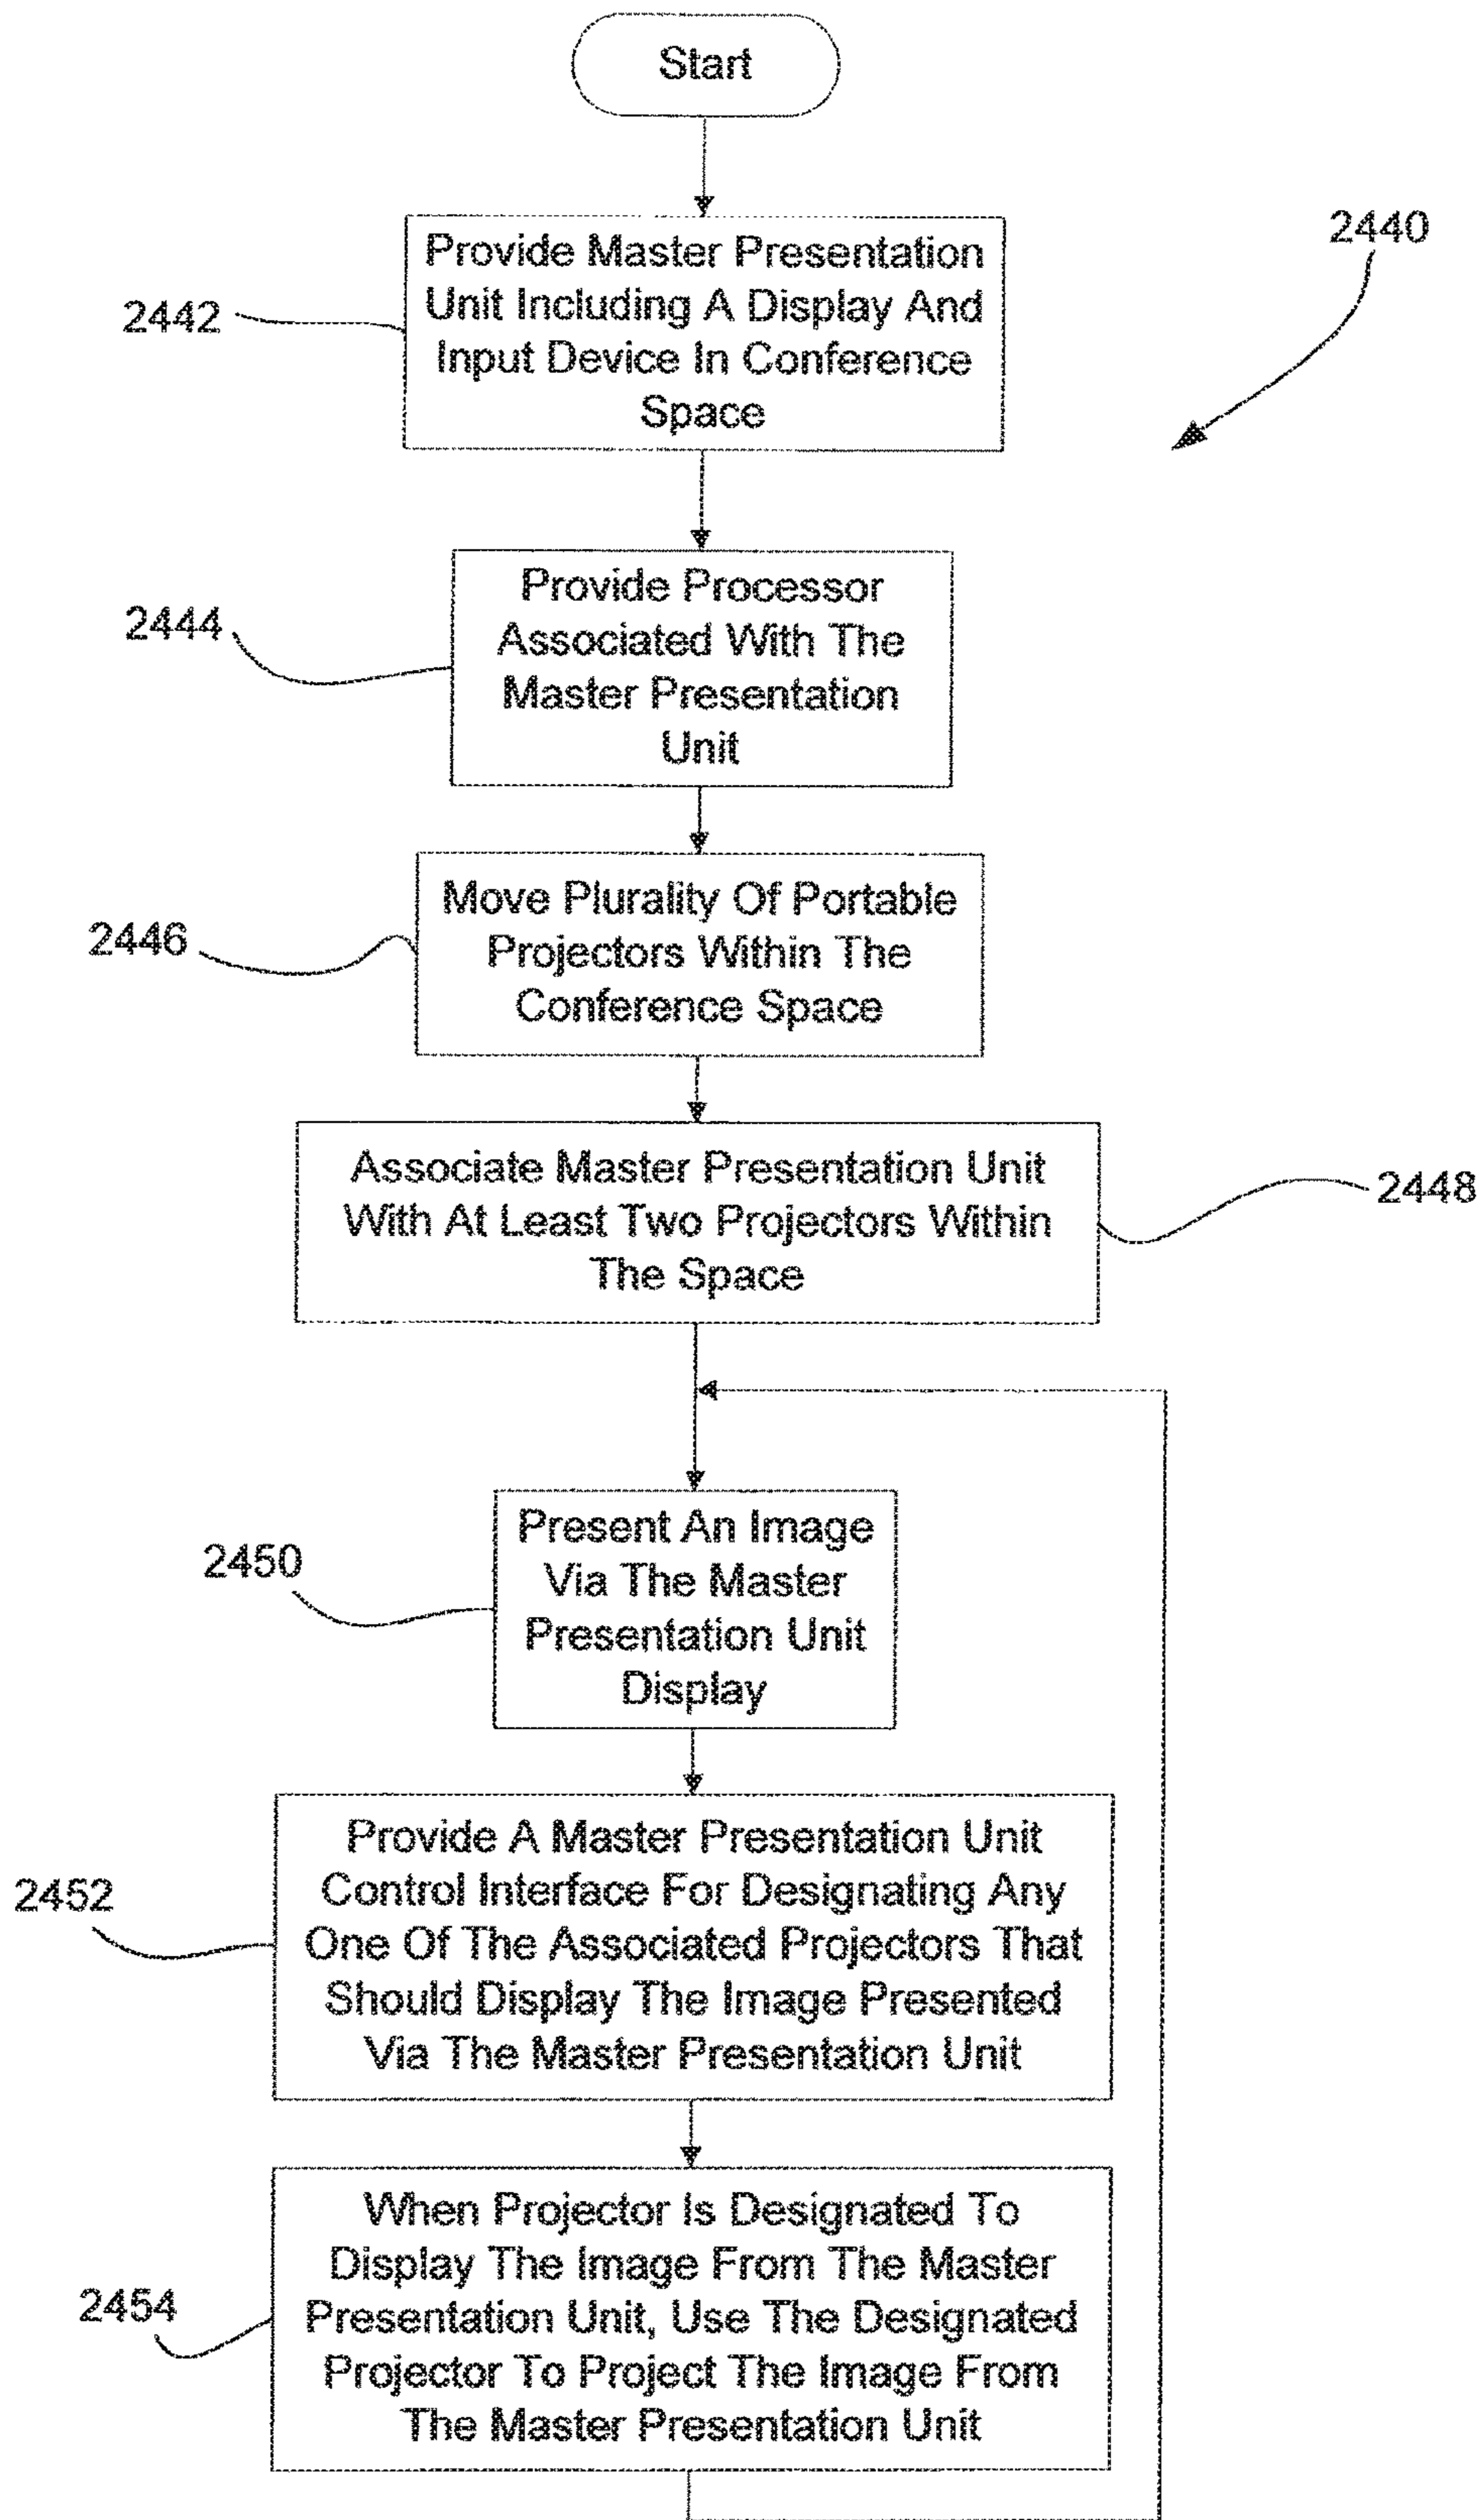 Start
2440
Provide Master Presentation
Unit Including A Display And
Input Device In Conference
Space
2442
Provide Processor
Associated With The
Master Presentation
Unit
2444
Move Plurality Of Portable
Projectors Within The
Conference Space
2446
Associate Master Presentation Unit
With At Least Two Projectors Within
The Space
2448
Present An Image
Via The Master
Presentation Unit
Display
2450
Provide A Master Presentation Unit
Control Interface For Designating Any
One Of The Associated Projectors That
Should Display The Image Presented
Via The Master Presentation Unit
2452
When Projector Is Designated To
Display The Image From The Master
Presentation Unit, Use The Designated
Projector To Project The Image From
The Master Presentation Unit
2454